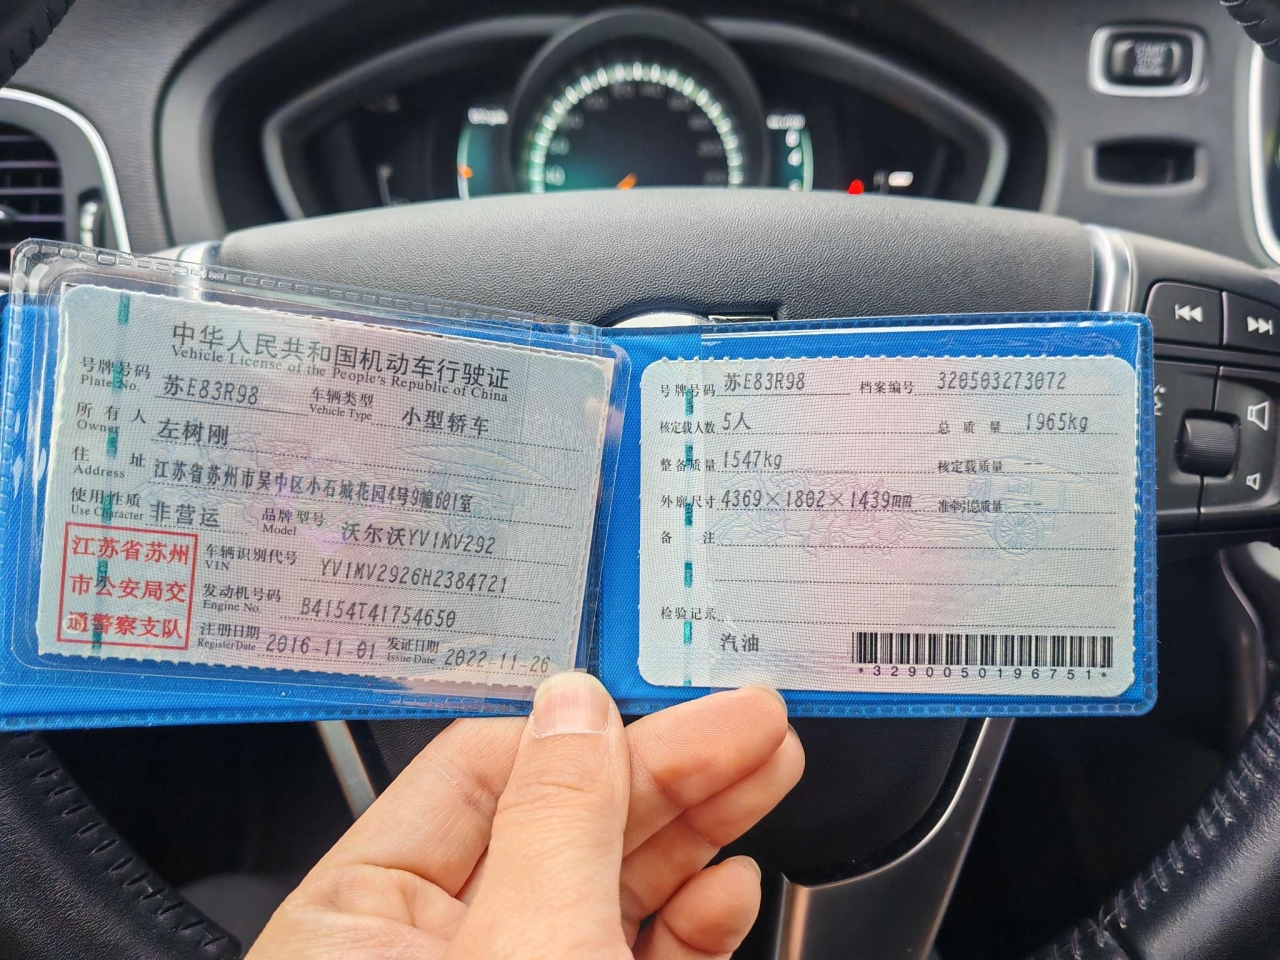 中华人民共和国机动车行驶证
Vehicle License of the People's Republic of China
号牌号码 苏E83R98 车辆类型 小型轿车
Plate No. Vehicle Type
所有人 左树刚
Owner
住址 江苏省苏州市吴中区小石城花园4号9幢601室
Address
使用性质 非营运 品牌型号 沃尔沃YV1MV292
Use Character Model
江苏省苏州
市公安局交
通警察支队
车辆识别代号 YV1MV2926H2384721
VIN
发动机号码 B4154T41754650
Engine No.
注册日期 2016-11-01 发证日期 2022-11-26
Register Date Issue Date
号牌号码 苏E83R98 档案编号 320503273072
核定载人数 5人 总质量 1965kg
整备质量 1547kg 核定载质量 --
外廓尺寸 4369×1802×1439mm 准牵引总质量 --
备注
检验记录
汽油
*3290050196751*
START
STOP